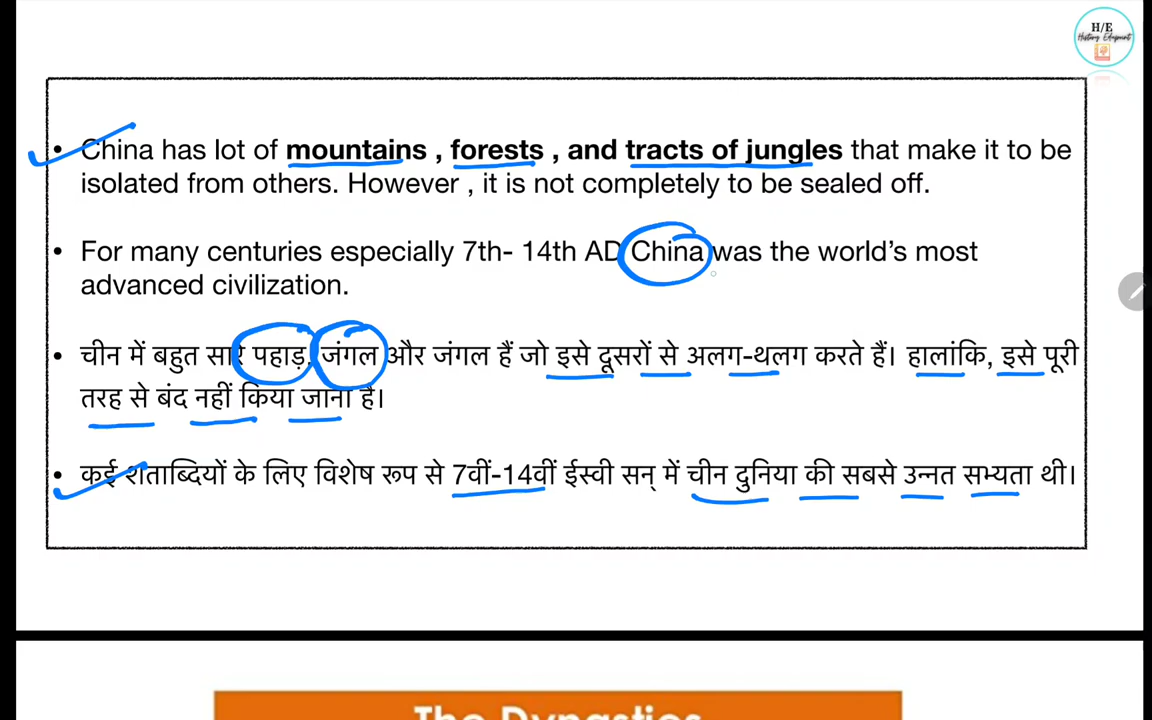 H/E
History Edupoint
• China has lot of mountains , forests , and tracts of jungles that make it to be
isolated from others. However , it is not completely to be sealed off.
• For many centuries especially 7th- 14th AD China was the world's most
advanced civilization.
• चीन में बहुत सारे पहाड़, जंगल और जंगल हैं जो इसे दूसरों से अलग-थलग करते हैं। हालांकि, इसे पूरी
तरह से बंद नहीं किया जाना है।
• कई शताब्दियों के लिए विशेष रूप से 7वीं-14वीं ईस्वी सन् में चीन दुनिया की सबसे उन्नत सभ्यता थी।
The Dynasties